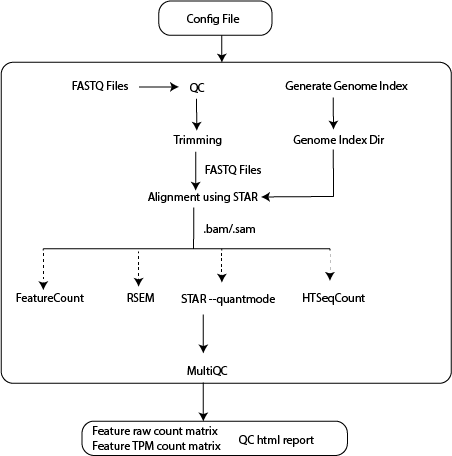 Config File
FASTQ Files
QC
Generate Genome Index
Trimming
Genome Index Dir
FASTQ Files
Alignment using STAR
.bam/.sam
FeatureCount
RSEM
STAR --quantmode
HTSeqCount
MultiQC
Feature raw count matrix
Feature TPM count matrix
QC html report